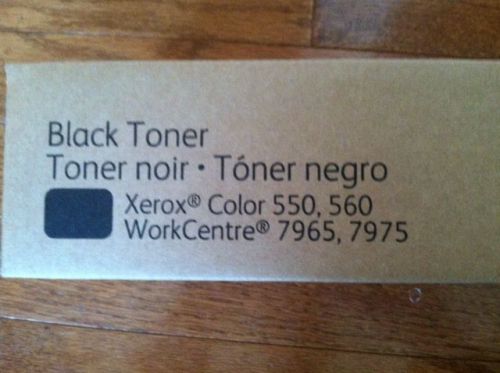 Black Toner
Toner noir • Tóner negro
Xerox® Color 550, 560
WorkCentre® 7965, 7975